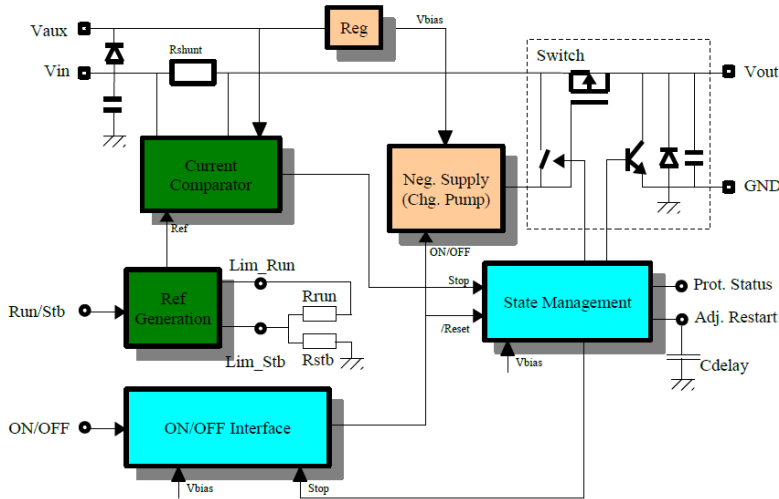 Vaux
Reg
Vbias
Rshunt
Switch
Vin
Vout
Current
Comparator
Neg. Supply
(Chg. Pump)
GND
Ref
ON/OFF
Lim_Run
Rrun
Stop
Run/Stb
Ref
Generation
State Management
Prot. Status
Adj. Restart
/Reset
Lim_Stb
Rstb
Vbias
Cdelay
ON/OFF
ON/OFF Interface
Vbias
Stop